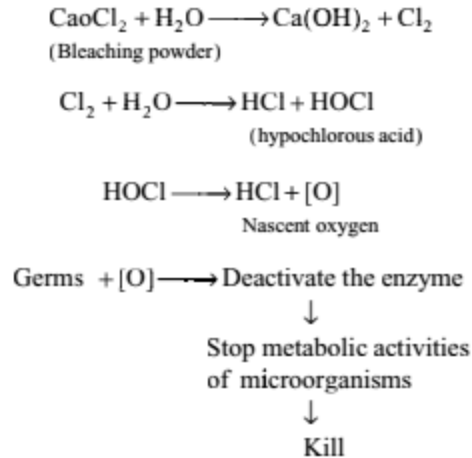 CaoCl₂ + H₂O ⟶ Ca(OH)₂ + Cl₂
(Bleaching powder)
Cl₂ + H₂O ⟶ HCl + HOCl
(hypochlorous acid)
HOCl ⟶ HCl + [O]
Nascent oxygen
Germs + [O] ⟶ Deactivate the enzyme
↓
Stop metabolic activities
of microorganisms
↓
Kill